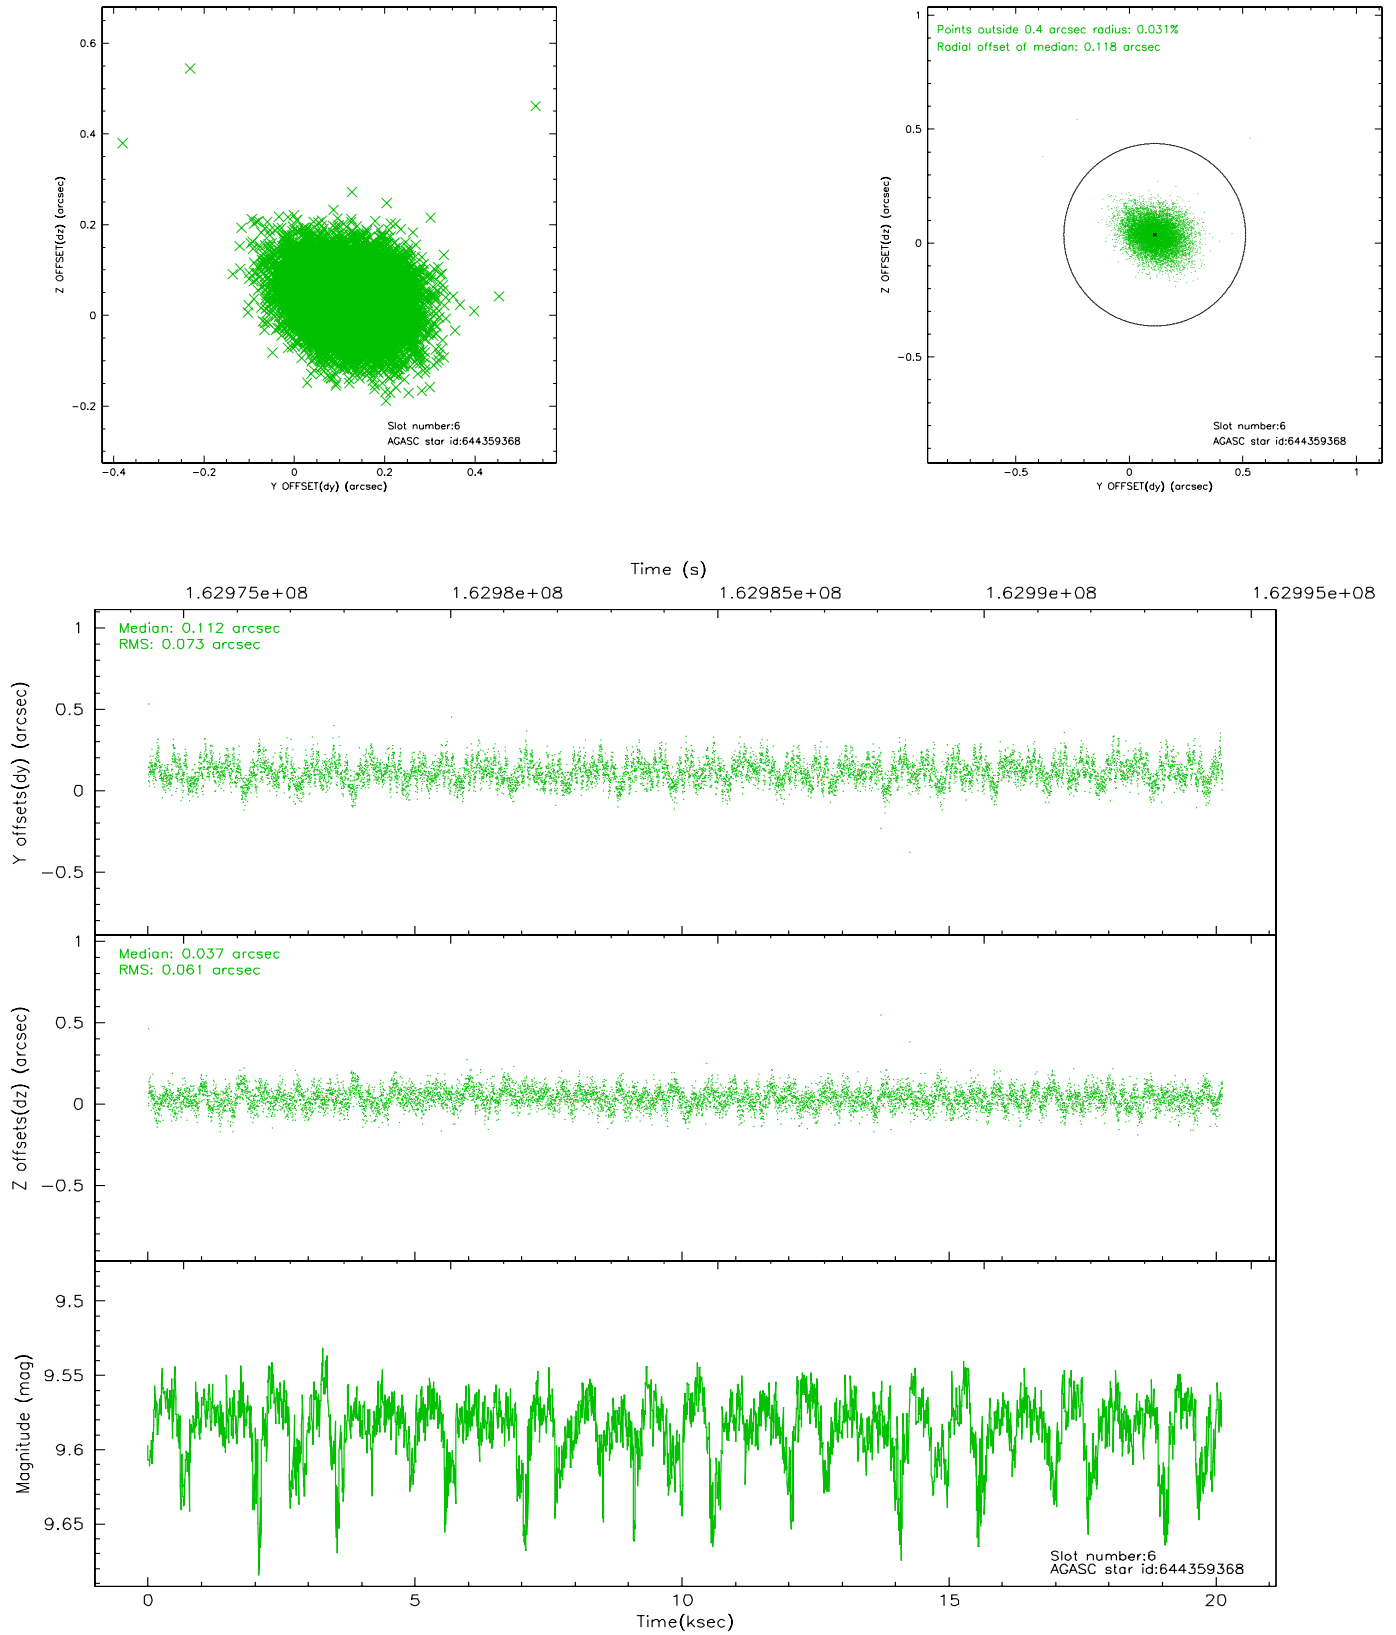 0.6
0.4
0.2
0
−0.2
Z OFFSET(dz) (arcsec)
Slot number:6
AGASC star id:644359368
−0.4 −0.2 0 0.2 0.4
Y OFFSET(dy) (arcsec)
Points outside 0.4 arcsec radius: 0.031%
Radial offset of median: 0.118 arcsec
1
0.5
0
−0.5
Z OFFSET(dz) (arcsec)
Slot number:6
AGASC star id:644359368
−0.5 0 0.5 1
Y OFFSET(dy) (arcsec)
Time (s)
1.62975e+08 1.6298e+08 1.62985e+08 1.6299e+08 1.62995e+08
Median: 0.112 arcsec
RMS: 0.073 arcsec
1
0.5
0
−0.5
Y offsets(dy) (arcsec)
Median: 0.037 arcsec
RMS: 0.061 arcsec
1
0.5
0
−0.5
Z offsets(dz) (arcsec)
9.5
9.55
9.6
9.65
Magnitude (mag)
Slot number:6
AGASC star id:644359368
0 5 10 15 20
Time(ksec)